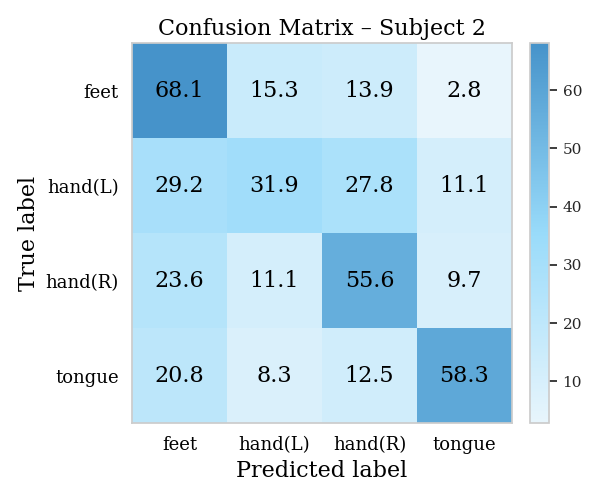 Confusion Matrix – Subject 2
True label
feet 68.1 15.3 13.9 2.8
hand(L) 29.2 31.9 27.8 11.1
hand(R) 23.6 11.1 55.6 9.7
tongue 20.8 8.3 12.5 58.3
feet hand(L) hand(R) tongue
Predicted label
60
50
40
30
20
10